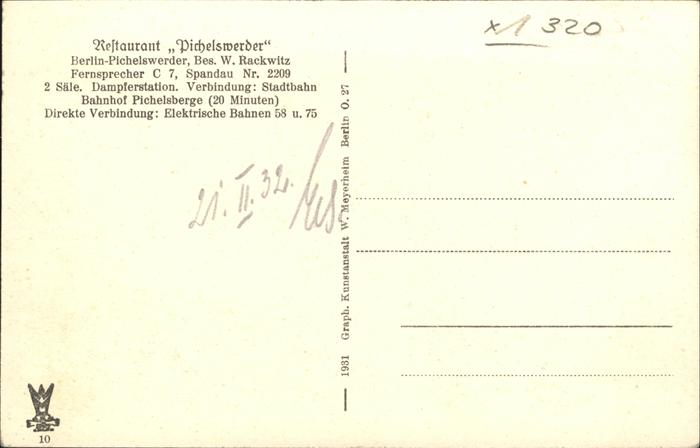 Restaurant „Pichelswerder“
Berlin-Pichelswerder, Bes. W. Rackwitz
Fernsprecher C 7, Spandau Nr. 2209
2 Säle. Dampferstation. Verbindung: Stadtbahn
Bahnhof Pichelsberge (20 Minuten)
Direkte Verbindung: Elektrische Bahnen 58 u. 75
x1 320
21. II. 32.
1931 Graph. Kunstanstalt W. Meyerheim Berlin O. 27
10